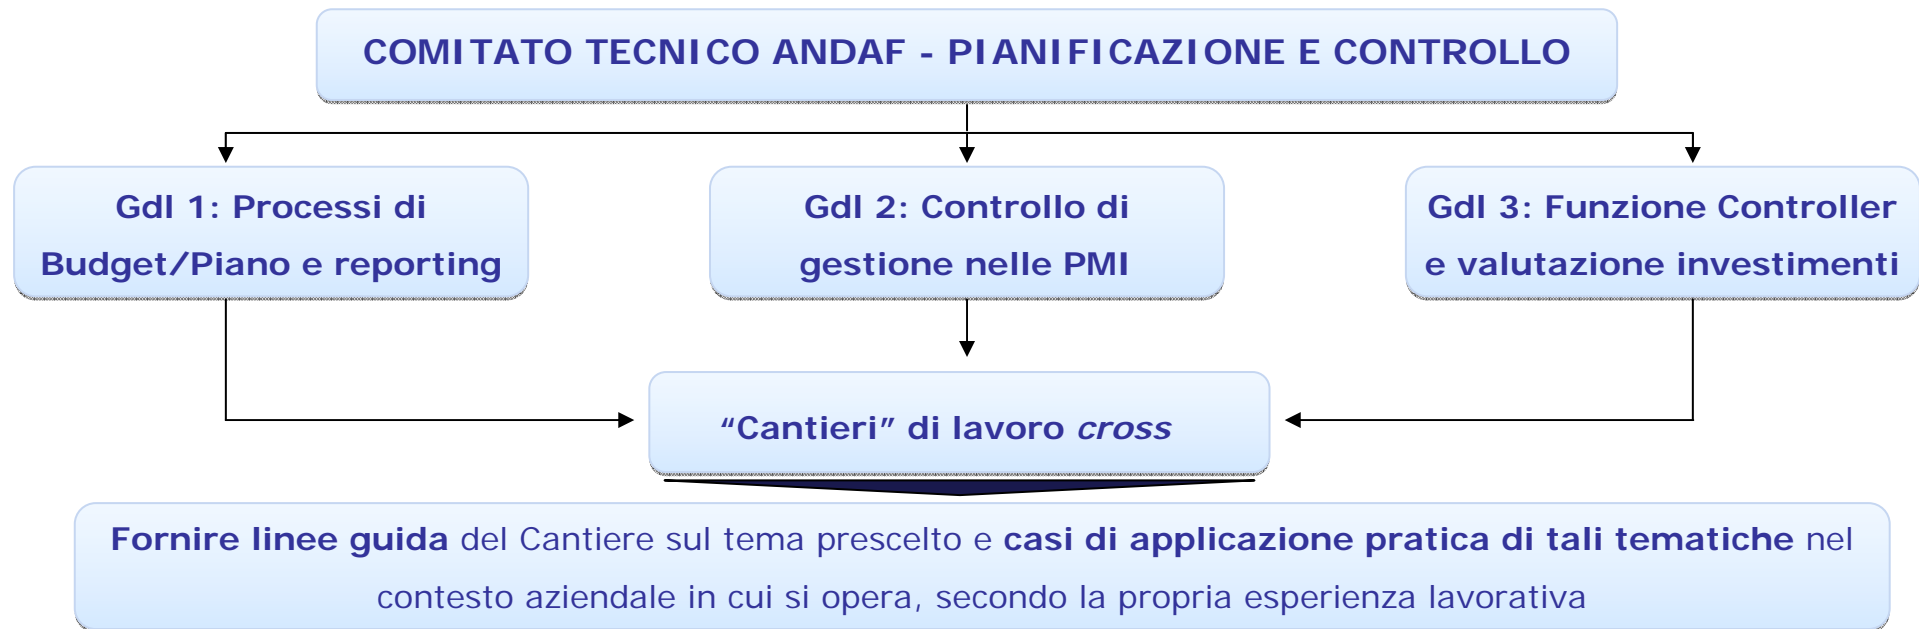 COMITATO TECNICO ANDAF - PIANIFICAZIONE E CONTROLLO
Gdl 1: Processi di
Budget/Piano e reporting
Gdl 2: Controllo di
gestione nelle PMI
Gdl 3: Funzione Controller
e valutazione investimenti
“Cantieri” di lavoro cross
Fornire linee guida del Cantiere sul tema prescelto e casi di applicazione pratica di tali tematiche nel
contesto aziendale in cui si opera, secondo la propria esperienza lavorativa